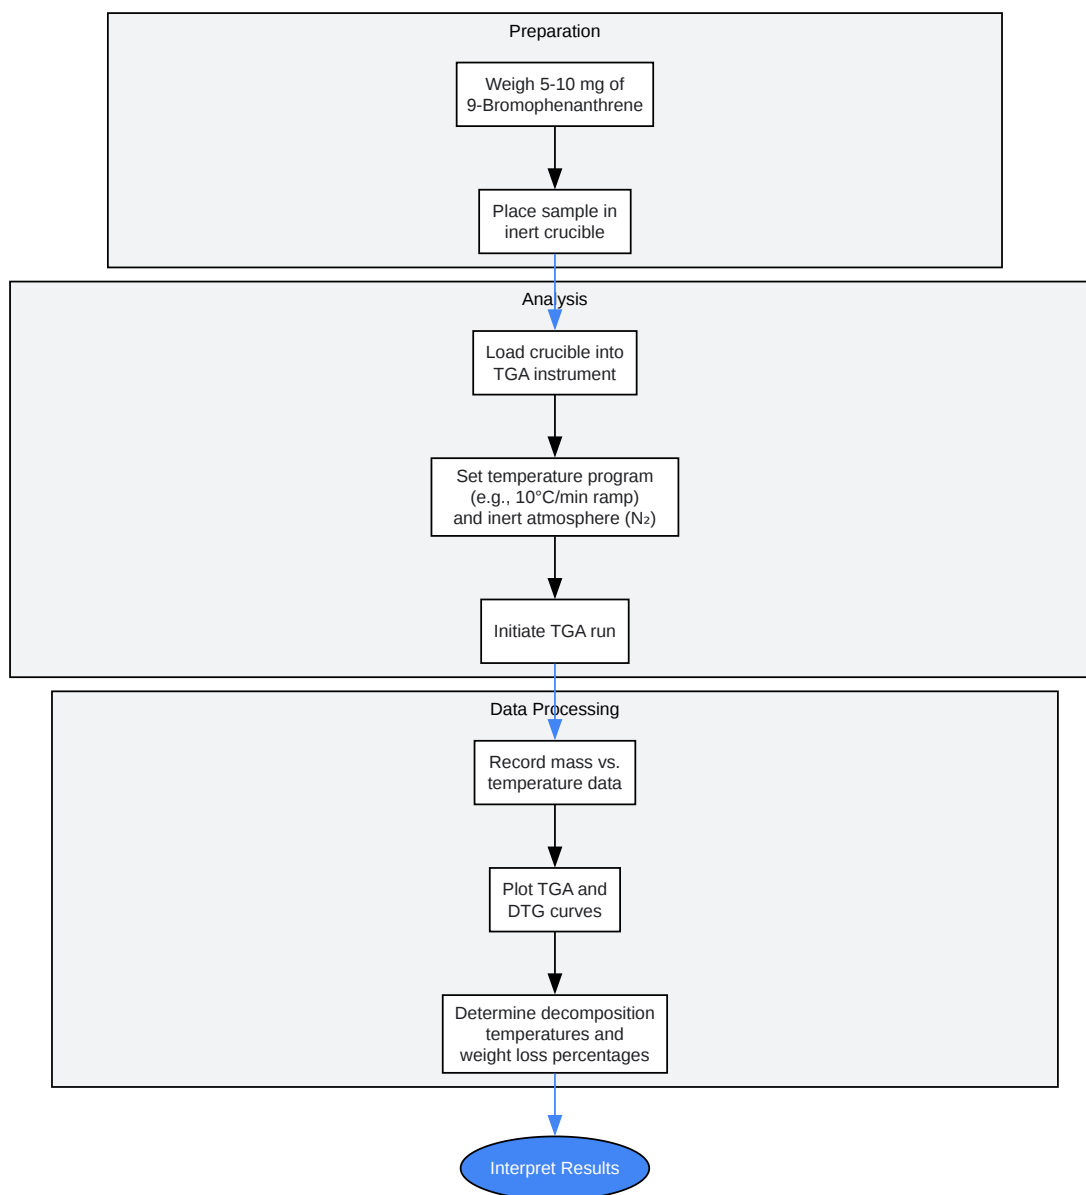 Preparation
Weigh 5-10 mg of
9-Bromophenanthrene
Place sample in
inert crucible
Analysis
Load crucible into
TGA instrument
Set temperature program
(e.g., 10°C/min ramp)
and inert atmosphere (N₂)
Initiate TGA run
Data Processing
Record mass vs.
temperature data
Plot TGA and
DTG curves
Determine decomposition
temperatures and
weight loss percentages
Interpret Results